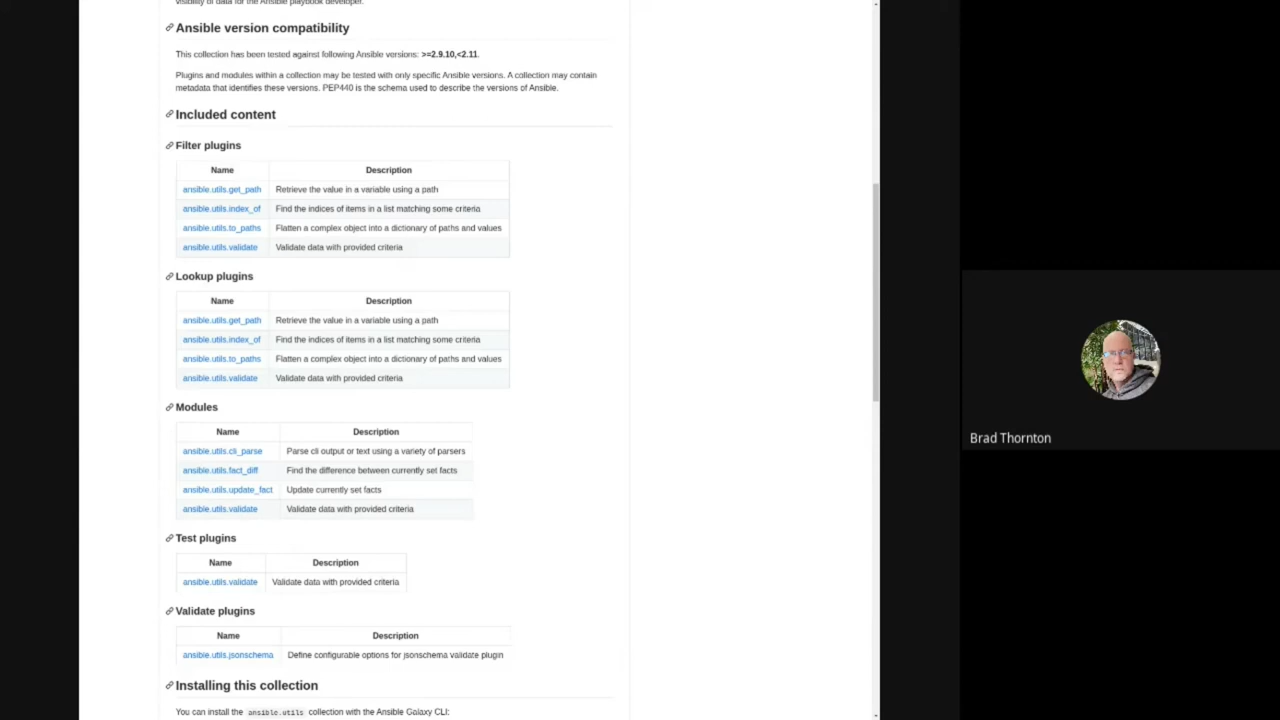 visibility of data for the Ansible playbook developer.
Ansible version compatibility
This collection has been tested against following Ansible versions: >=2.9.10,<2.11.
Plugins and modules within a collection may be tested with only specific Ansible versions. A collection may contain
metadata that identifies these versions. PEP440 is the schema used to describe the versions of Ansible.
Included content
Filter plugins
Name Description
ansible.utils.get_path Retrieve the value in a variable using a path
ansible.utils.index_of Find the indices of items in a list matching some criteria
ansible.utils.to_paths Flatten a complex object into a dictionary of paths and values
ansible.utils.validate Validate data with provided criteria
Lookup plugins
Name Description
ansible.utils.get_path Retrieve the value in a variable using a path
ansible.utils.index_of Find the indices of items in a list matching some criteria
ansible.utils.to_paths Flatten a complex object into a dictionary of paths and values
ansible.utils.validate Validate data with provided criteria
Modules
Name Description
ansible.utils.cli_parse Parse cli output or text using a variety of parsers
ansible.utils.fact_diff Find the difference between currently set facts
ansible.utils.update_fact Update currently set facts
ansible.utils.validate Validate data with provided criteria
Test plugins
Name Description
ansible.utils.validate Validate data with provided criteria
Validate plugins
Name Description
ansible.utils.jsonschema Define configurable options for jsonschema validate plugin
Installing this collection
You can install the ansible.utils collection with the Ansible Galaxy CLI:
Brad Thornton